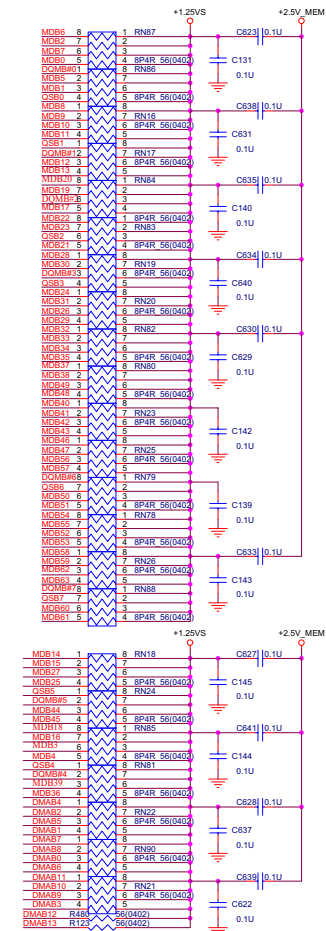 +1.25VS +2.5V_MEM
MDB6 8 1 RN87 C623 0.1U
MDB2 7 2
MDB7 6 3
MDB0 5 4 8P4R_56(0402) C131
DQMB#0 1 8 RN86
MDB5 2 7 0.1U
MDB1 3 6
QSB0 4 5 8P4R_56(0402)
MDB8 1 8 C638 0.1U
MDB9 2 7 RN16
MDB10 3 6 8P4R_56(0402) C631
MDB11 4 5
QSB1 1 8 0.1U
DQMB#1 2 7 RN17
MDB12 3 6 8P4R_56(0402)
MDB13 4 5
MDB20 8 1 RN84 C635 0.1U
MDB19 7 2
DQMB#2 6 3
MDB17 5 4 C140
MDB22 8 1 8P4R_56(0402)
MDB23 7 2 RN83 0.1U
QSB2 6 3
MDB21 5 4 8P4R_56(0402)
MDB28 1 8 C634 0.1U
MDB30 2 7 RN19
MDB27 3 6 8P4R_56(0402) C640
QSB3 4 5
MDB24 1 8 0.1U
MDB31 2 7 RN20
MDB26 3 6 8P4R_56(0402)
MDB29 4 5
MDB32 8 1 RN82 C630 0.1U
MDB33 7 2
MDB34 6 3
MDB35 5 4 8P4R_56(0402) C629
MDB37 1 8 RN80
MDB38 2 7 0.1U
MDB49 3 6
MDB48 4 5 8P4R_56(0402)
MDB40 1 8
MDB41 2 7 RN23
MDB42 3 6 8P4R_56(0402) C142
MDB43 4 5
MDB46 1 8 0.1U
MDB47 2 7 RN25
MDB56 3 6 8P4R_56(0402)
MDB57 4 5
DQMB#6 8 1 RN79
QSB6 7 2
MDB50 6 3
MDB51 5 4 8P4R_56(0402) C139
MDB54 8 1 RN78
MDB55 7 2 0.1U
MDB52 6 3
MDB53 5 4 8P4R_56(0402)
MDB58 1 8 C633 0.1U
MDB59 2 7 RN26
MDB62 3 6 8P4R_56(0402) C143
MDB63 4 5
DQMB#7 8 1 RN88 0.1U
QSB7 7 2
MDB60 6 3
MDB61 5 4 8P4R_56(0402)
+1.25VS +2.5V_MEM
MDB14 1 8 RN18 C627 0.1U
MDB15 2 7
MDB27 3 6
MDB25 4 5 8P4R_56(0402) C145
QSB5 1 8 RN24
DQMB#5 2 7 0.1U
MDB44 3 6
MDB45 4 5 8P4R_56(0402)
MDB18 8 1 RN85 C641 0.1U
MDB16 7 2
MDB3 6 3
MDB4 5 4 8P4R_56(0402) C144
QSB4 1 8 RN81
DQMB#4 2 7 0.1U
MDB39 3 6
MDB36 4 5 8P4R_56(0402)
DMAB4 1 8 C628 0.1U
DMAB2 2 7 RN22
DMAB5 3 6 8P4R_56(0402) C637
DMAB1 4 5
DMAB7 1 8 0.1U
DMAB8 2 7 RN90
DMAB0 3 6 8P4R_56(0402)
DMAB6 4 5
DMAB11 1 8 C639 0.1U
DMAB10 2 7 RN21
DMAB9 3 6 8P4R_56(0402) C622
DMAB3 4 5
DMAB12 R480 56(0402) 0.1U
DMAB13 R123 56(0402)